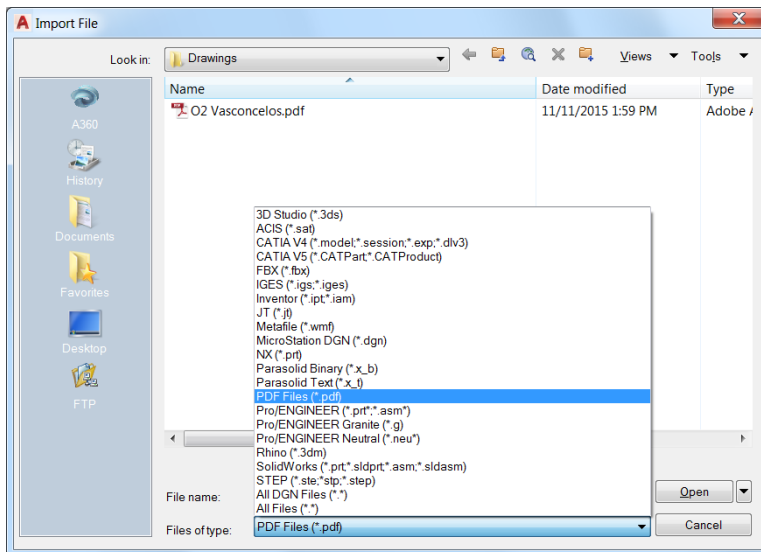 Import File
Look in:
Drawings
Views
Tools
Name
Date modified
Type
O2 Vasconcelos.pdf
11/11/2015 1:59 PM
Adobe A
A360
History
Documents
Favorites
Desktop
FTP
3D Studio (*.3ds)
ACIS (*.sat)
CATIA V4 (*.model;*.session;*.exp;*.dlv3)
CATIA V5 (*.CATPart;*.CATProduct)
FBX (*.fbx)
IGES (*.igs;*.iges)
Inventor (*.ipt;*.iam)
JT (*.jt)
Metafile (*.wmf)
MicroStation DGN (*.dgn)
NX (*.prt)
Parasolid Binary (*.x_b)
Parasolid Text (*.x_t)
PDF Files (*.pdf)
Pro/ENGINEER (*.prt*;*.asm*)
Pro/ENGINEER Granite (*.g)
Pro/ENGINEER Neutral (*.neu*)
Rhino (*.3dm)
SolidWorks (*.prt;*.sldprt;*.asm;*.sldasm)
STEP (*.ste;*stp;*.step)
All DGN Files (*.*)
All Files (*.*)
File name:
Open
Files of type:
PDF Files (*.pdf)
Cancel